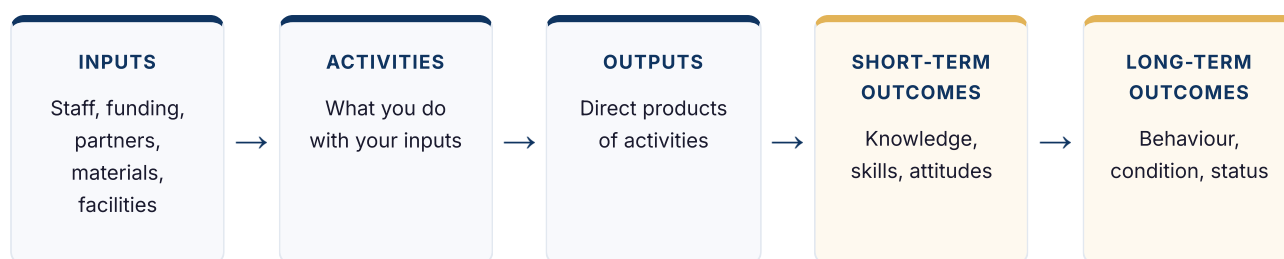 INPUTS
Staff, funding,
partners,
materials,
facilities
→
ACTIVITIES
What you do
with your inputs
→
OUTPUTS
Direct products
of activities
→
SHORT-TERM
OUTCOMES
Knowledge,
skills, attitudes
→
LONG-TERM
OUTCOMES
Behaviour,
condition, status